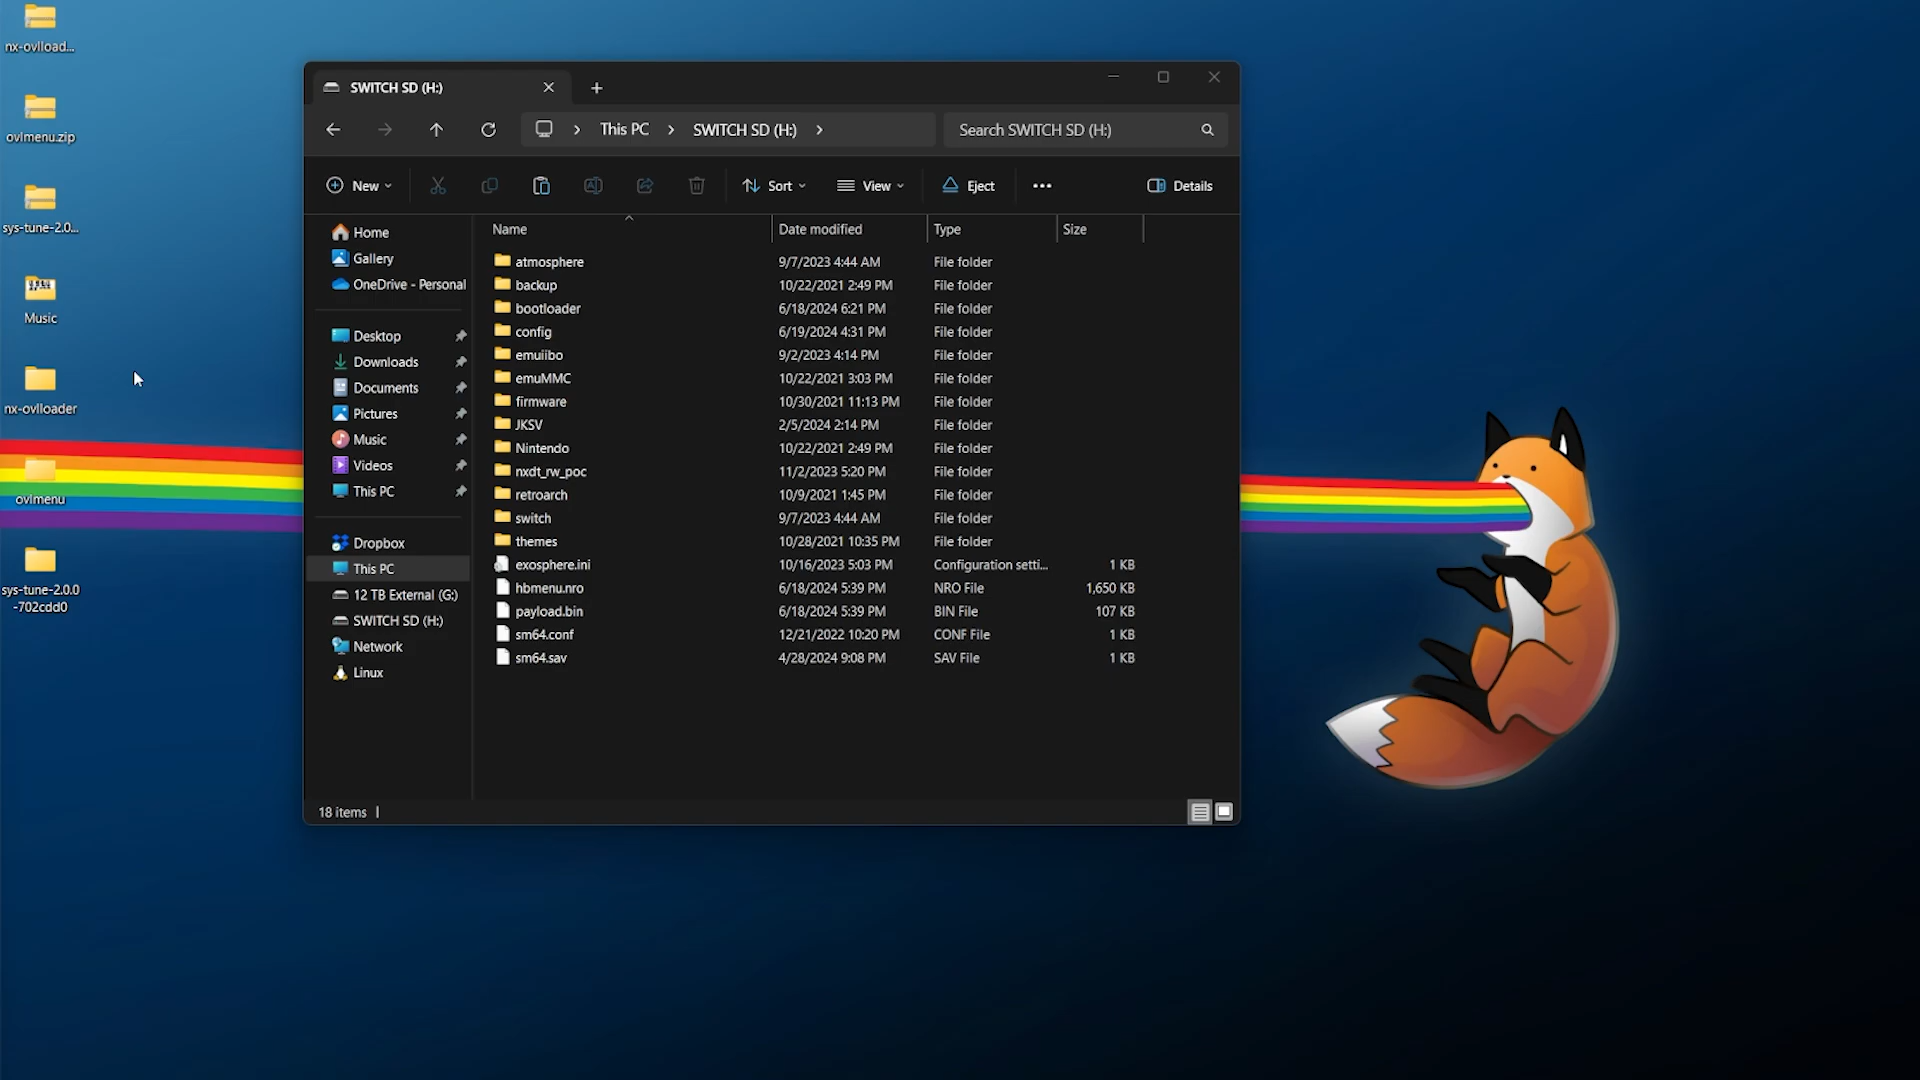 nx-ovlload...
ovlmenu.zip
sys-tune-2.0...
Music
nx-ovlloader
ovlmenu
sys-tune-2.0.0
-702cdd0
SWITCH SD (H:)
This PC
SWITCH SD (H:)
Search SWITCH SD (H:)
New
Sort
View
Eject
Details
Home
Gallery
OneDrive - Personal
Desktop
Downloads
Documents
Pictures
Music
Videos
This PC
Dropbox
This PC
12 TB External (G:)
SWITCH SD (H:)
Network
Linux
Name Date modified Type Size
atmosphere 9/7/2023 4:44 AM File folder
backup 10/22/2021 2:49 PM File folder
bootloader 6/18/2024 6:21 PM File folder
config 6/19/2024 4:31 PM File folder
emuiibo 9/2/2023 4:14 PM File folder
emuMMC 10/22/2021 3:03 PM File folder
firmware 10/30/2021 11:13 PM File folder
JKSV 2/5/2024 2:14 PM File folder
Nintendo 10/22/2021 2:49 PM File folder
nxdt_rw_poc 11/2/2023 5:20 PM File folder
retroarch 10/9/2021 1:45 PM File folder
switch 9/7/2023 4:44 AM File folder
themes 10/28/2021 10:35 PM File folder
exosphere.ini 10/16/2023 5:03 PM Configuration setti... 1 KB
hbmenu.nro 6/18/2024 5:39 PM NRO File 1,650 KB
payload.bin 6/18/2024 5:39 PM BIN File 107 KB
sm64.conf 12/21/2022 10:20 PM CONF File 1 KB
sm64.sav 4/28/2024 9:08 PM SAV File 1 KB
18 items